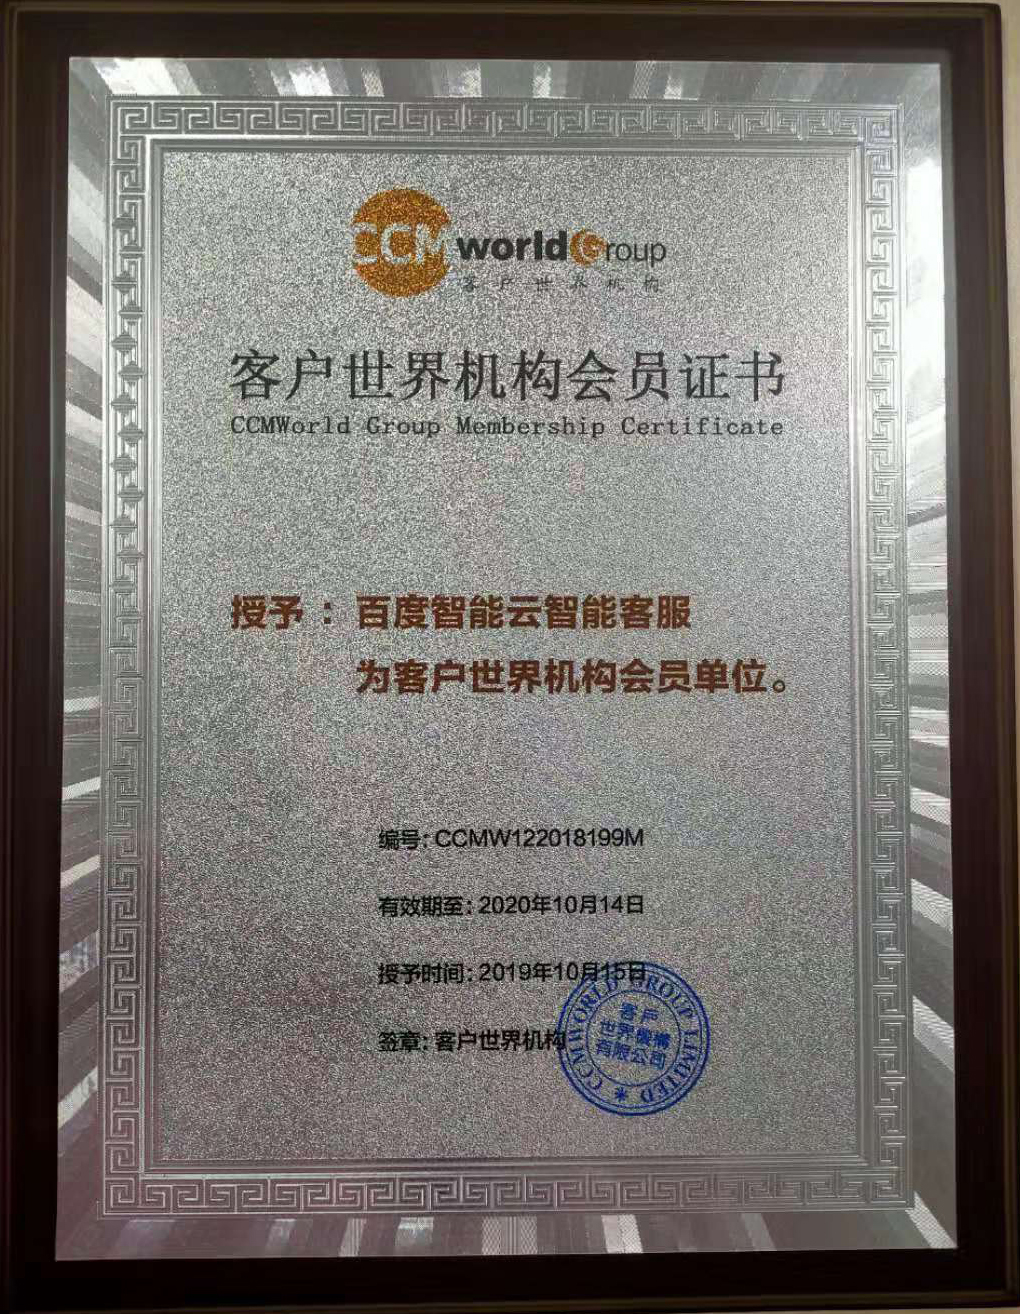 CCM world Group
客户世界机构
客户世界机构会员证书
CCMWorld Group Membership Certificate
授予：百度智能云智能客服
为客户世界机构会员单位。
编号：CCMW122018199M
有效期至：2020年10月14日
授予时间：2019年10月15日
签章：客户世界机构
CCMWORLD GROUP LIMITED
客戶
世界機構
有限公司